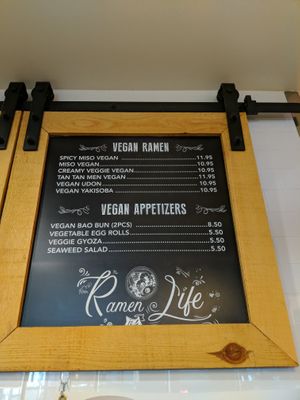 VEGAN RAMEN
SPICY MISO VEGAN 11.95
MISO VEGAN 10.95
CREAMY VEGGIE VEGAN 10.95
TAN TAN MEN VEGAN 11.95
VEGAN UDON 10.95
VEGAN YAKISOBA 10.95
VEGAN APPETIZERS
VEGAN BAO BUN (2PCS) 8.50
VEGETABLE EGG ROLLS 5.50
VEGGIE GYOZA 5.50
SEAWEED SALAD 5.50
Ramen Life